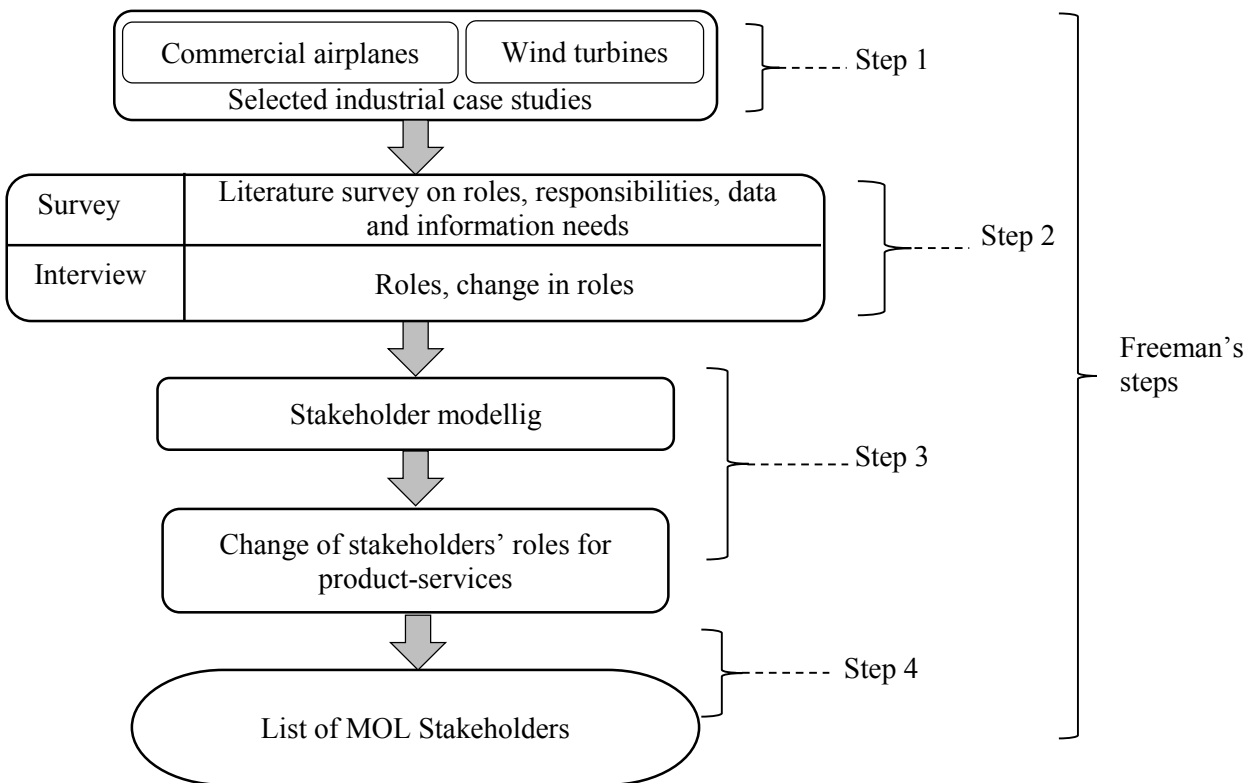 Commercial airplanes
Wind turbines
Selected industrial case studies
Step 1
Survey
Literature survey on roles, responsibilities, data
and information needs
Step 2
Interview
Roles, change in roles
Freeman’s
steps
Stakeholder modellig
Step 3
Change of stakeholders’ roles for
product-services
Step 4
List of MOL Stakeholders